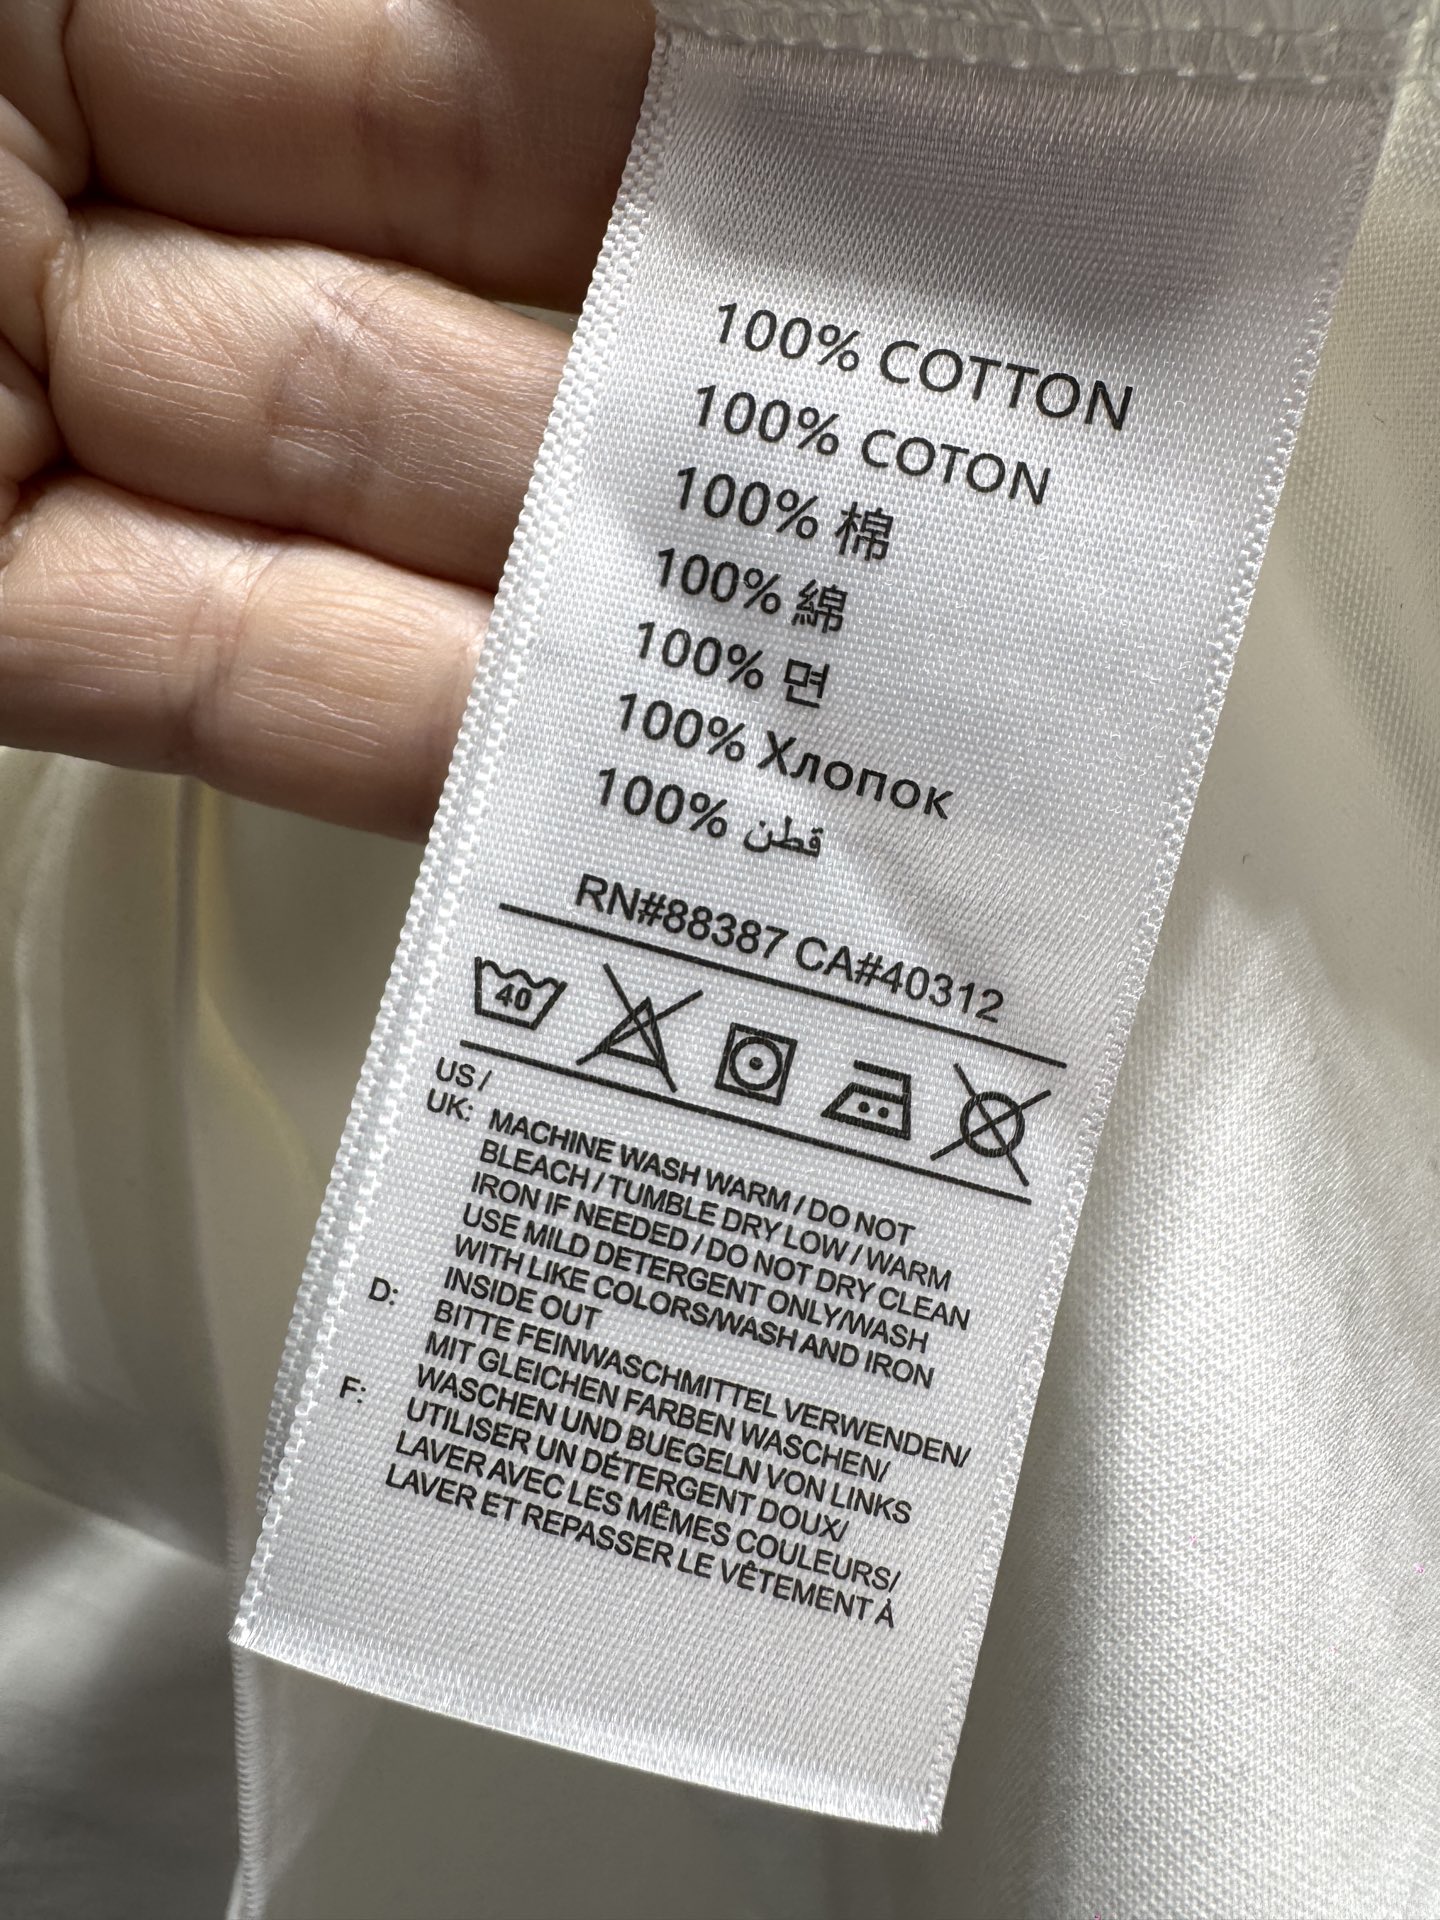 100% COTTON
100% COTON
100% 棉
100% 綿
100% 면
100% Хлопок
100% قطن
RN#88387 CA#40312
40
US /
UK: MACHINE WASH WARM / DO NOT
BLEACH / TUMBLE DRY LOW / WARM
IRON IF NEEDED / DO NOT DRY CLEAN
USE MILD DETERGENT ONLY/WASH
WITH LIKE COLORS/WASH AND IRON
INSIDE OUT
D: BITTE FEINWASCHMITTEL VERWENDEN/
MIT GLEICHEN FARBEN WASCHEN/
WASCHEN UND BUEGELN VON LINKS
F: UTILISER UN DÉTERGENT DOUX/
LAVER AVEC LES MÊMES COULEURS/
LAVER ET REPASSER LE VÊTEMENT À